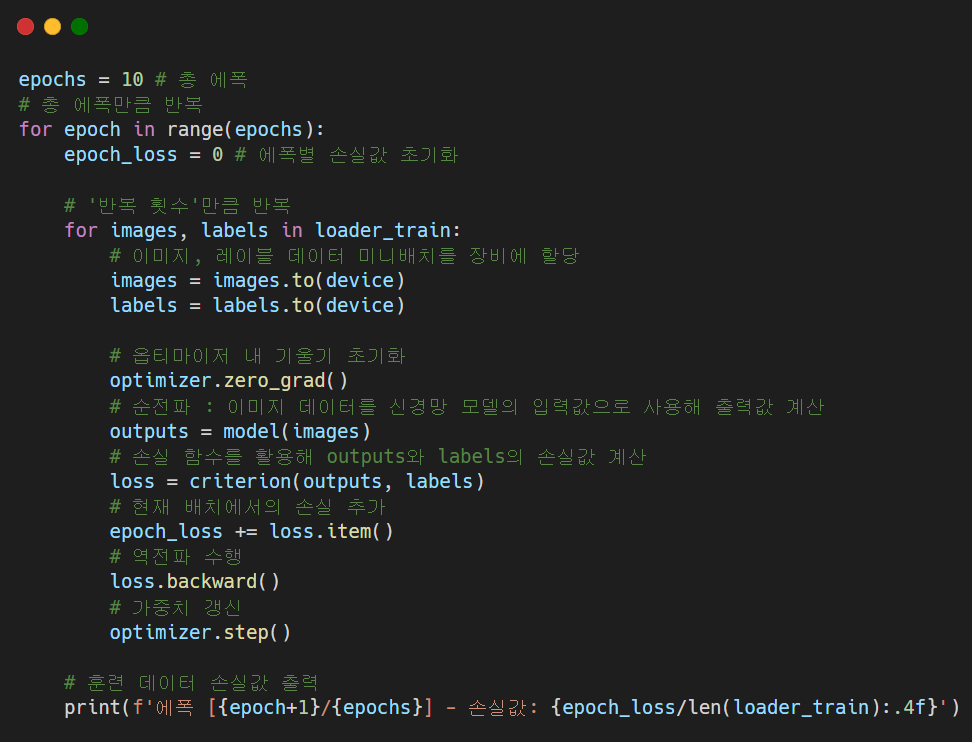 epochs = 10 # 총 에폭
# 총 에폭만큼 반복
for epoch in range(epochs):
    epoch_loss = 0 # 에폭별 손실값 초기화

    # '반복 횟수'만큼 반복
    for images, labels in loader_train:
        # 이미지, 레이블 데이터 미니배치를 장비에 할당
        images = images.to(device)
        labels = labels.to(device)

        # 옵티마이저 내 기울기 초기화
        optimizer.zero_grad()
        # 순전파 : 이미지 데이터를 신경망 모델의 입력값으로 사용해 출력값 계산
        outputs = model(images)
        # 손실 함수를 활용해 outputs와 labels의 손실값 계산
        loss = criterion(outputs, labels)
        # 현재 배치에서의 손실 추가
        epoch_loss += loss.item()
        # 역전파 수행
        loss.backward()
        # 가중치 갱신
        optimizer.step()

    # 훈련 데이터 손실값 출력
    print(f'에폭 [{epoch+1}/{epochs}] - 손실값: {epoch_loss/len(loader_train):.4f}')